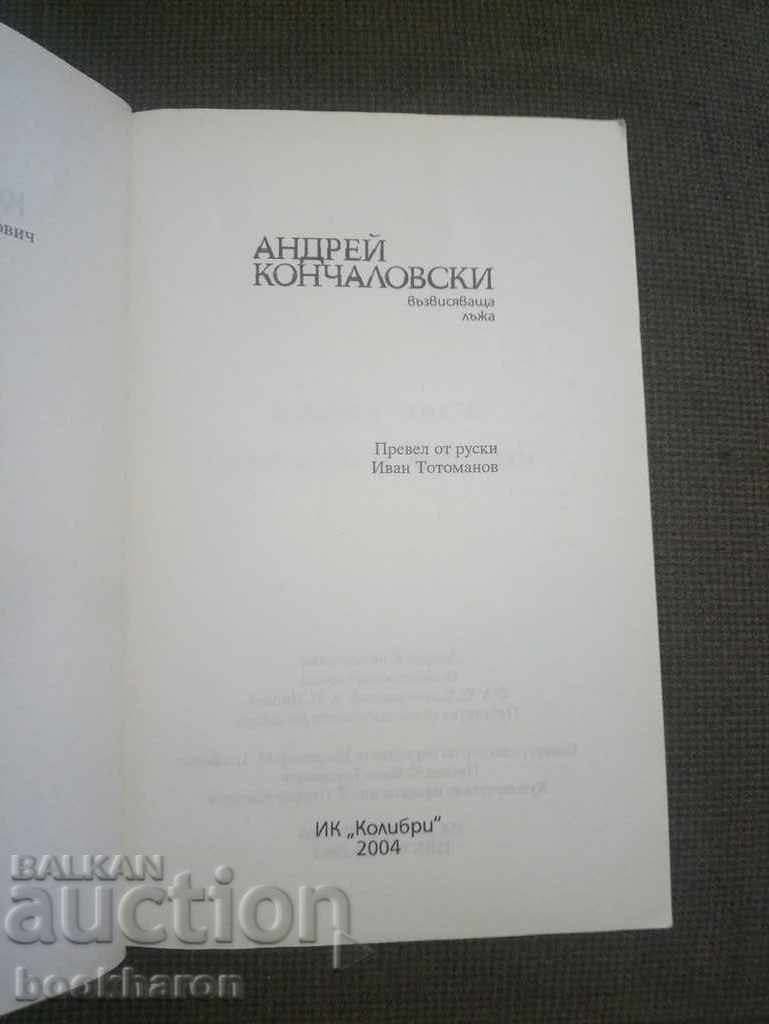 АНДРЕЙ
КОНЧАЛОВСКИ
възвисяваща
лъжа
Превел от руски
Иван Тотоманов
ИК „Колибри“
2004
BALKAN
auction
bookharon